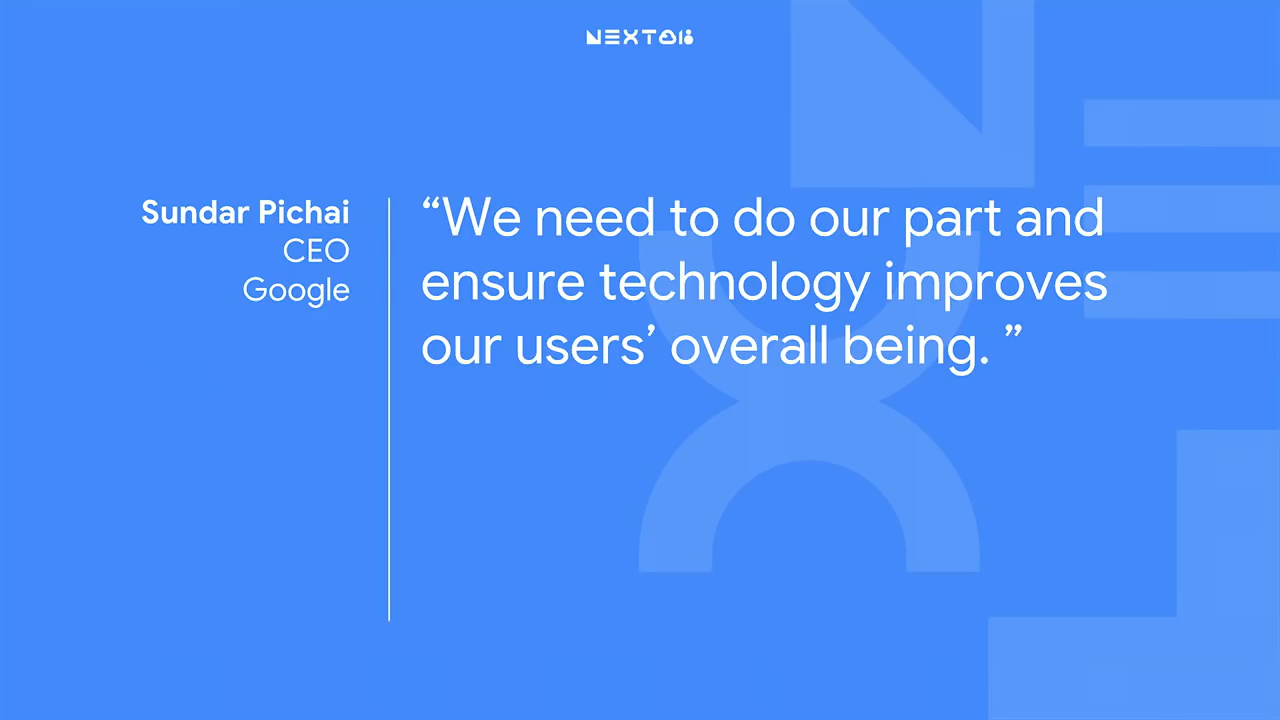 NEXT18
Sundar Pichai
CEO
Google
“We need to do our part and
ensure technology improves
our users’ overall being. ”